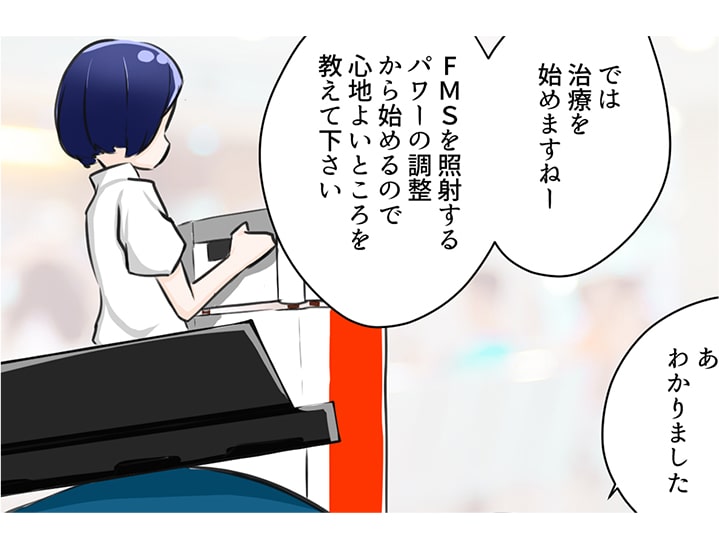 では
治療を
始めますねー
ＦＭＳを照射する
パワーの調整
から始めるので
心地よいところを
教えて下さい
あ
わかりました